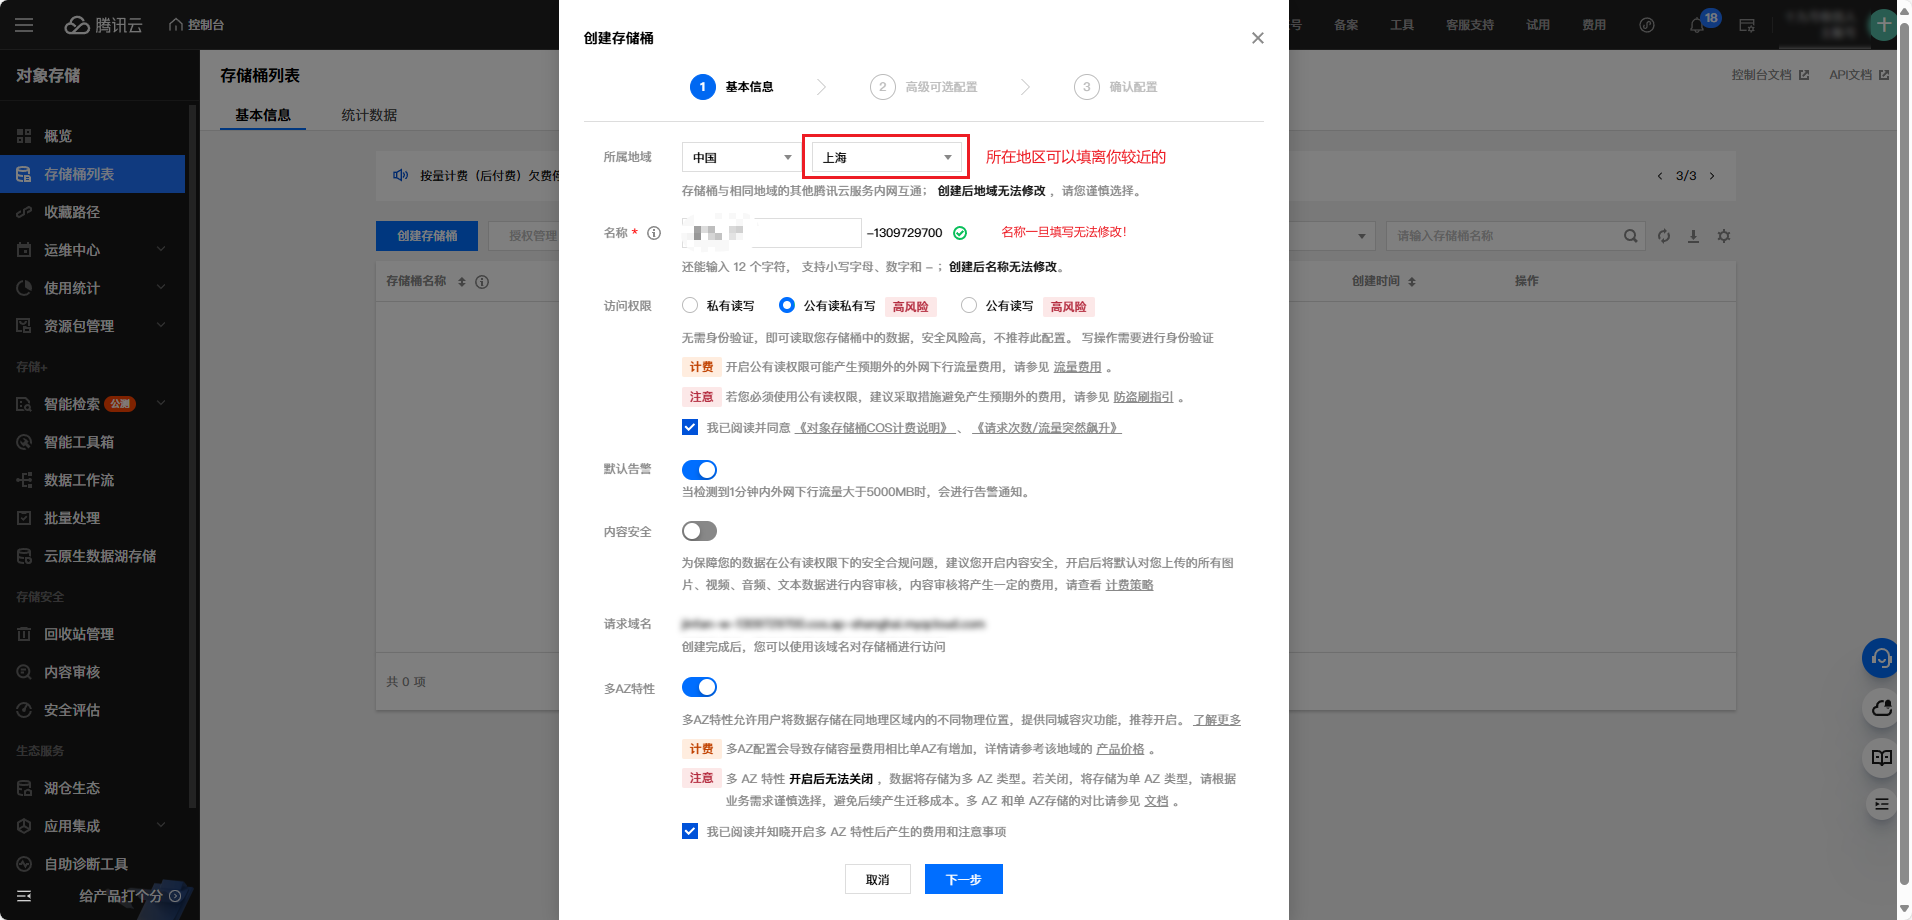 腾讯云
控制台
号
备案
工具
客服支持
试用
费用
18
对象存储
概览
存储桶列表
收藏路径
运维中心
使用统计
资源包管理
存储+
智能检索 公测
智能工具箱
数据工作流
批量处理
云原生数据湖存储
存储安全
回收站管理
内容审核
安全评估
生态服务
湖仓生态
应用集成
自助诊断工具
给产品打个分
存储桶列表
控制台文档
API文档
基本信息
统计数据
按量计费（后付费）欠费
3/3
创建存储桶
授权管理
请输入存储桶名称
存储桶名称
创建时间
操作
共 0 项
创建存储桶
1 基本信息
2 高级可选配置
3 确认配置
所属地域 中国 上海 所在地区可以填离你较近的
存储桶与相同地域的其他腾讯云服务内网互通；创建后地域无法修改，请您谨慎选择。
名称 * -1309729700 名称一旦填写无法修改!
还能输入 12 个字符， 支持小写字母、数字和 - ；创建后名称无法修改。
访问权限 私有读写 公有读私有写 高风险 公有读写 高风险
无需身份验证，即可读取您存储桶中的数据，安全风险高，不推荐此配置。 写操作需要进行身份验证
计费 开启公有读权限可能产生预期外的外网下行流量费用，请参见 流量费用 。
注意 若您必须使用公有读权限，建议采取措施避免产生预期外的费用，请参见 防盗刷指引 。
我已阅读并同意 《对象存储桶COS计费说明》 、 《请求次数/流量突然飙升》
默认告警
当检测到1分钟内外网下行流量大于5000MB时，会进行告警通知。
内容安全
为保障您的数据在公有读权限下的安全合规问题，建议您开启内容安全，开启后将默认对您上传的所有图
片、视频、音频、文本数据进行内容审核，内容审核将产生一定的费用，请查看 计费策略
请求域名
创建完成后，您可以使用该域名对存储桶进行访问
多AZ特性
多AZ特性允许用户将数据存储在同地理区域内的不同物理位置，提供同城容灾功能，推荐开启。 了解更多
计费 多AZ配置会导致存储容量费用相比单AZ有增加，详情请参考该地域的 产品价格 。
注意 多 AZ 特性 开启后无法关闭 ，数据将存储为多 AZ 类型。若关闭，将存储为单 AZ 类型，请根据
业务需求谨慎选择，避免后续产生迁移成本。多 AZ 和单 AZ存储的对比请参见 文档 。
我已阅读并知晓开启多 AZ 特性后产生的费用和注意事项
取消
下一步